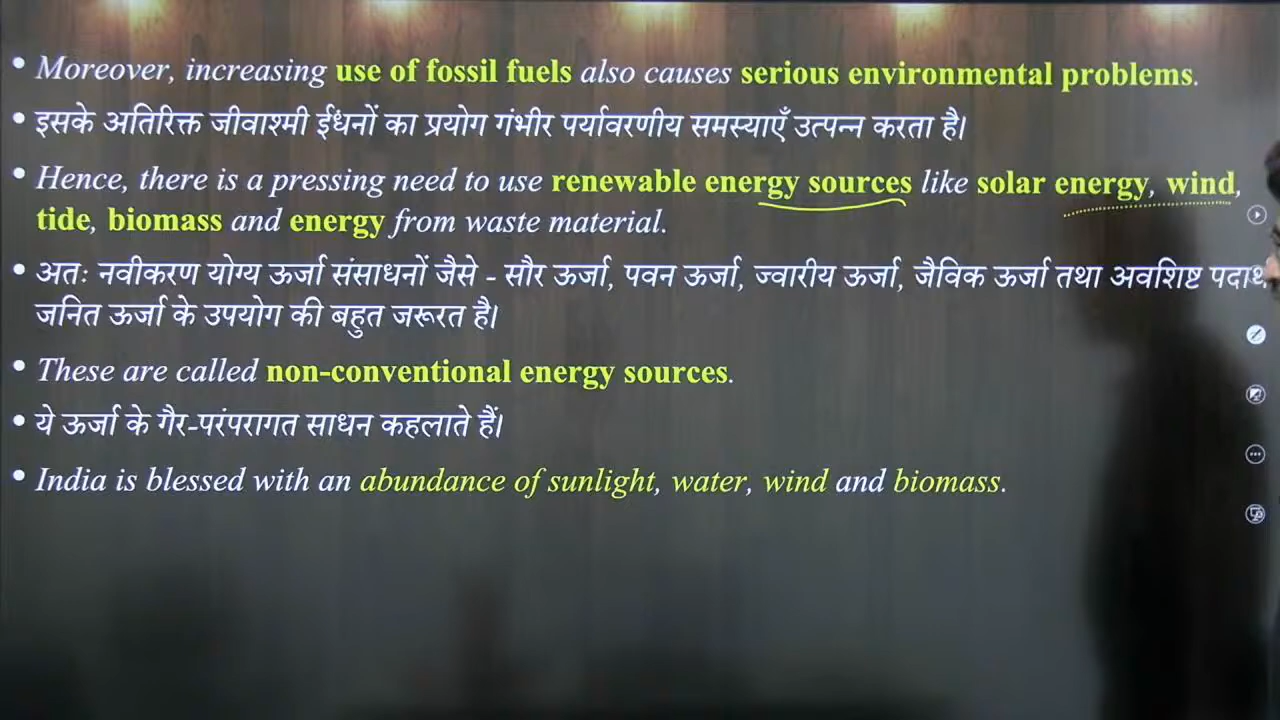 • Moreover, increasing use of fossil fuels also causes serious environmental problems.
• इसके अतिरिक्त जीवाश्मी ईंधनों का प्रयोग गंभीर पर्यावरणीय समस्याएँ उत्पन्न करता है।
• Hence, there is a pressing need to use renewable energy sources like solar energy, wind,
tide, biomass and energy from waste material.
• अतः नवीकरण योग्य ऊर्जा संसाधनों जैसे - सौर ऊर्जा, पवन ऊर्जा, ज्वारीय ऊर्जा, जैविक ऊर्जा तथा अवशिष्ट
जनित ऊर्जा के उपयोग की बहुत जरूरत है।
• These are called non-conventional energy sources.
• ये ऊर्जा के गैर-परंपरागत साधन कहलाते हैं।
• India is blessed with an abundance of sunlight, water, wind and biomass.